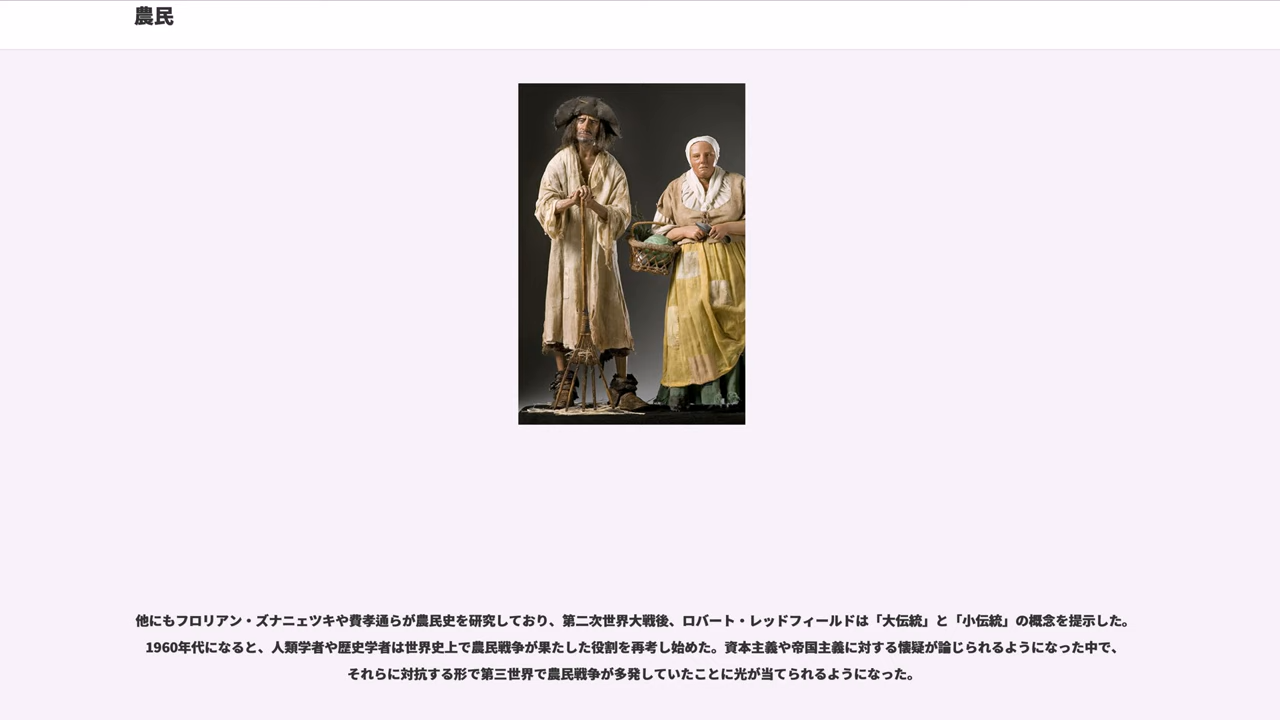 農民
他にもフロリアン・ズナニェツキや費孝通らが農民史を研究しており、第二次世界大戦後、ロバート・レッドフィールドは「大伝統」と「小伝統」の概念を提示した。
1960年代になると、人類学者や歴史学者は世界史上で農民戦争が果たした役割を再考し始めた。資本主義や帝国主義に対する懐疑が論じられるようになった中で、
それらに対抗する形で第三世界で農民戦争が多発していたことに光が当てられるようになった。